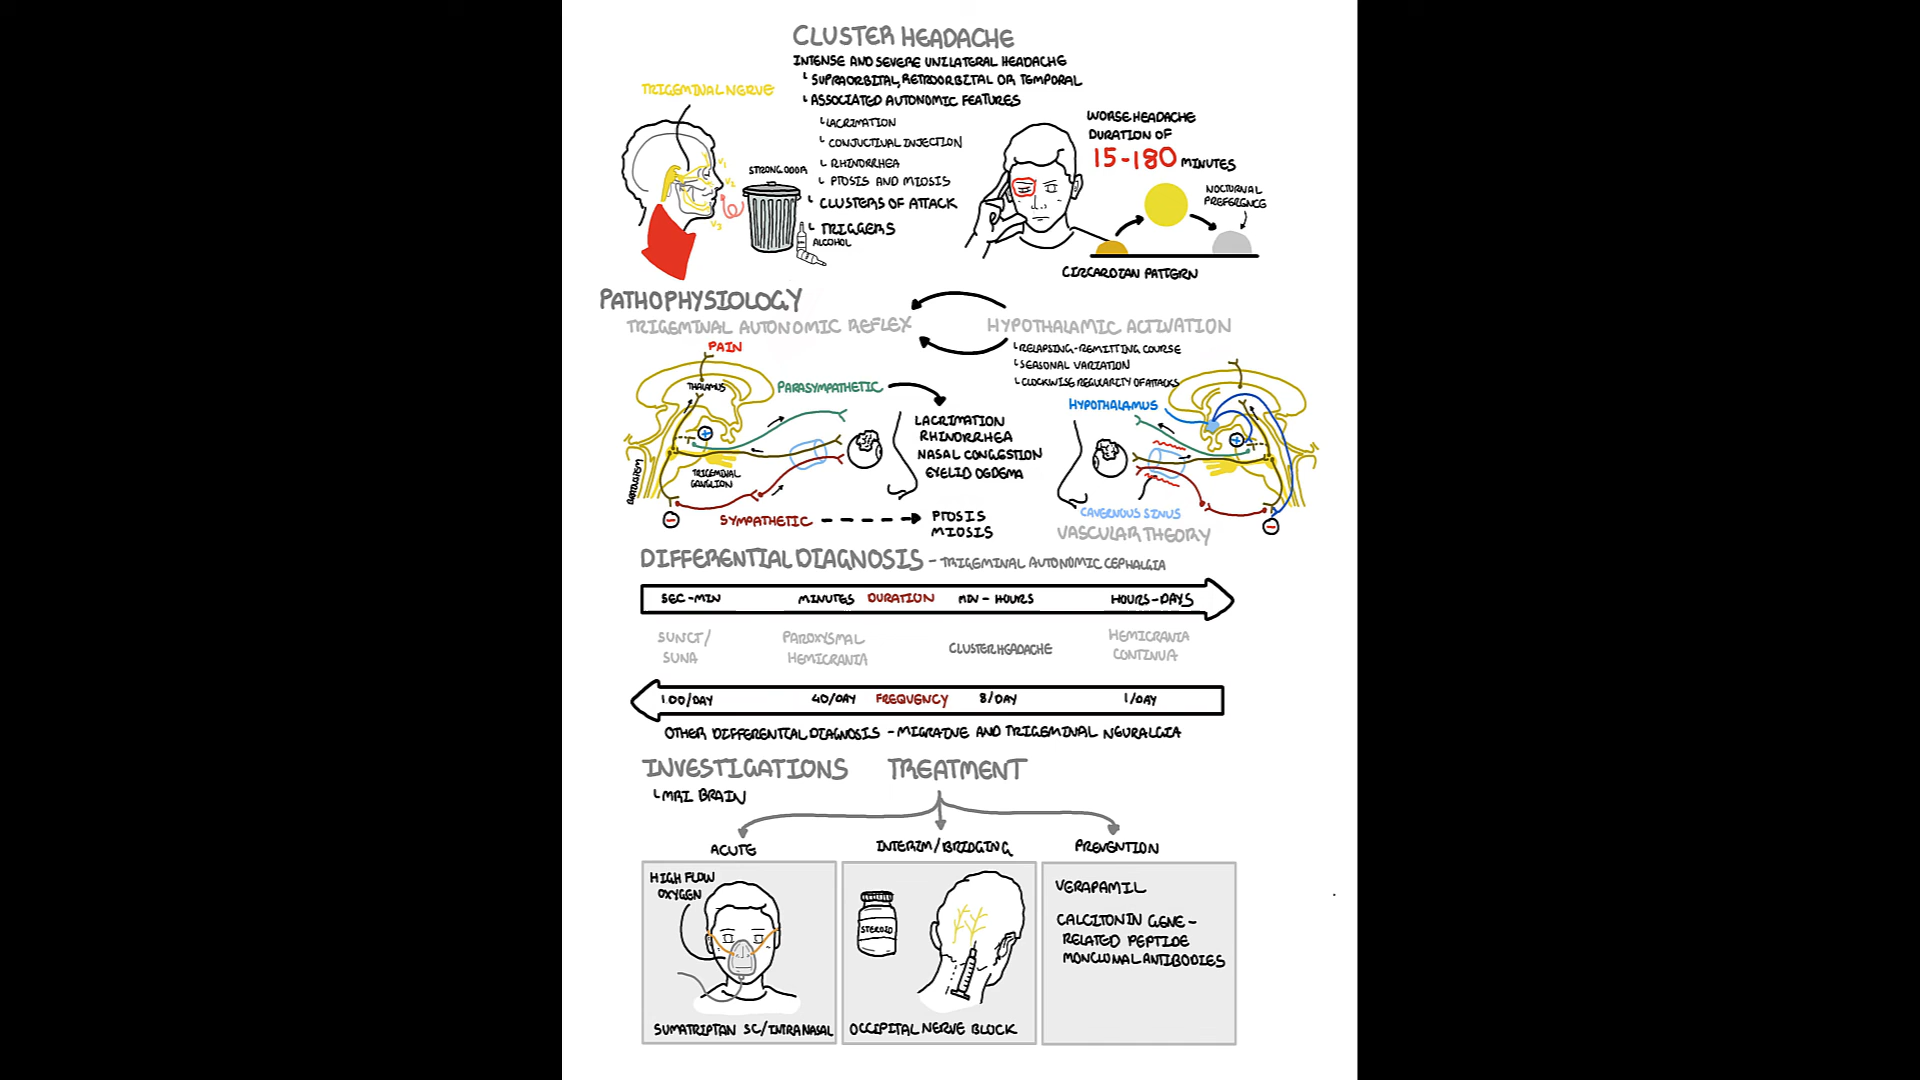 CLUSTER HEADACHE
INTENSE AND SEVERE UNILATERAL HEADACHE
SUPRAORBITAL, RETROORBITAL OR TEMPORAL
ASSOCIATED AUTONOMIC FEATURES
LACRIMATION
CONJUCTIVAL INJECTION
RHINORRHEA
PTOSIS AND MIOSIS
CLUSTERS OF ATTACK
TRIGGERS
ALCOHOL
TRIGEMINAL NERVE
V1
V2
V3
STRONG ODOR
WORSE HEADACHE
DURATION OF
15-180 MINUTES
NOCTURNAL
PREFERENCE
CIRCARDIAN PATTERN
PATHOPHYSIOLOGY
TRIGEMINAL AUTONOMIC REFLEX
HYPOTHALAMIC ACTIVATION
RELAPSING-REMITTING COURSE
SEASONAL VARIATION
CLOCKWISE REGULARITY OF ATTACKS
PAIN
THALAMUS
PARASYMPATHETIC
+
TRIGEMINAL
GANGLION
BRAINSTEM
-
SYMPATHETIC
LACRIMATION
RHINORRHEA
NASAL CONGESTION
EYELID OEDEMA
PTOSIS
MIOSIS
HYPOTHALAMUS
+
-
CAVERNOUS SINUS
VASCULAR THEORY
DIFFERENTIAL DIAGNOSIS - TRIGEMINAL AUTONOMIC CEPHALGIA
SEC-MIN MINUTES DURATION MIN - HOURS HOURS-DAYS
SUNCT/
SUNA
PAROXYSMAL
HEMICRANIA
CLUSTER HEADACHE
HEMICRANIA
CONTINUA
100/DAY 40/DAY FREQUENCY 8/DAY 1/DAY
OTHER DIFFERENTIAL DIAGNOSIS - MIGRAINE AND TRIGEMINAL NEURALGIA
INVESTIGATIONS
MRI BRAIN
TREATMENT
ACUTE
HIGH FLOW
OXYGEN
SUMATRIPTAN SC/INTRANASAL
INTERIM/BRIDGING
STEROID
OCCIPITAL NERVE BLOCK
PREVENTION
VERAPAMIL
CALCITONIN GENE-
RELATED PEPTIDE
MONCLONAL ANTIBODIES